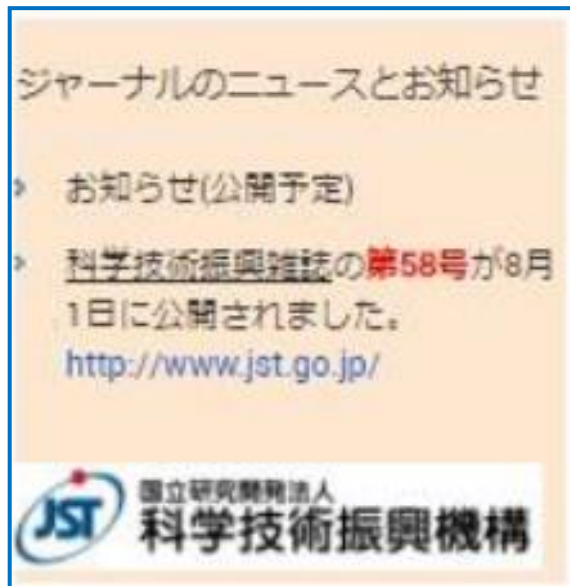 ジャーナルのニュースとお知らせ
お知らせ(公開予定)
科学技術振興雑誌の第58号が8月
1日に公開されました。
http://www.jst.go.jp/
JST
国立研究開発法人
科学技術振興機構